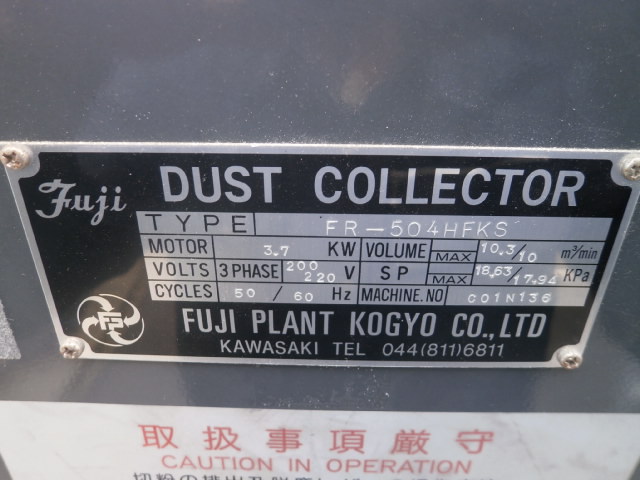 Fuji DUST COLLECTOR
TYPE FR-504HFKS
MOTOR 3.7 KW VOLUME MAX 10.3/10 m³/min
VOLTS 3 PHASE 200/220 V SP MAX 18.63/17.94 KPa
CYCLES 50/60 Hz MACHINE.NO C01N136
FUJI PLANT KOGYO CO.,LTD
KAWASAKI TEL 044(811)6811
取扱事項厳守
CAUTION IN OPERATION